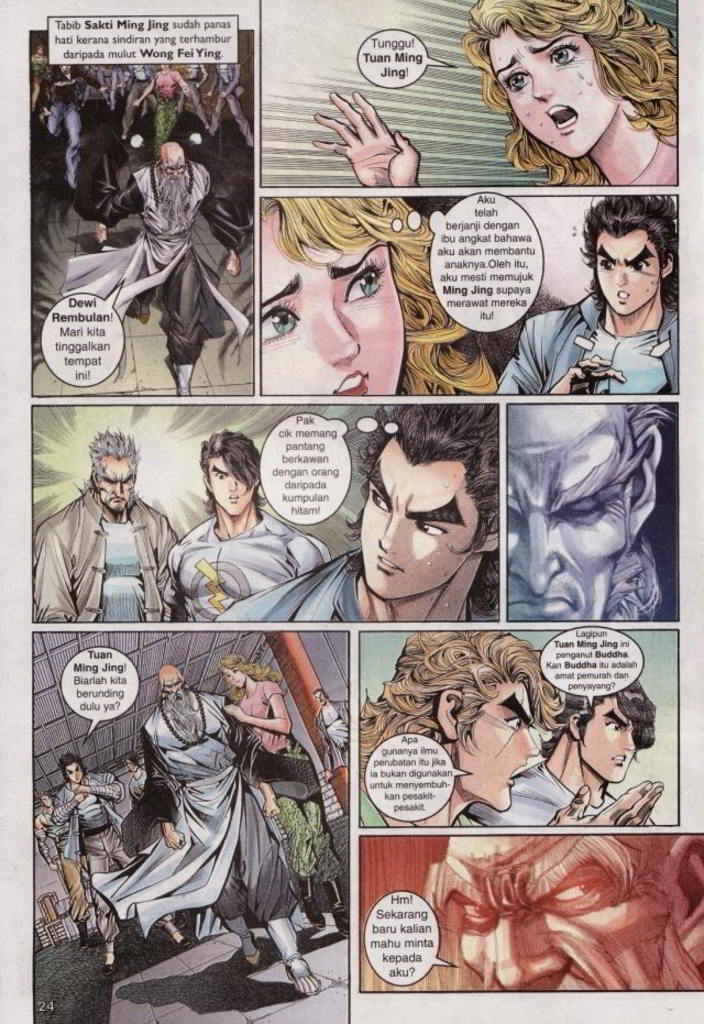 Tabib Sakti Ming Jing sudah panas
hati kerana sindiran yang terhambur
daripada mulut Wong Fei Ying.
Dewi
Rembulan!
Mari kita
tinggalkan
tempat
ini!
Tunggu!
Tuan Ming
Jing!
Aku
telah
berjanji dengan
ibu angkat bahawa
aku akan membantu
anaknya.Oleh itu,
aku mesti memujuk
Ming Jing supaya
merawat mereka
itu!
Pak
cik memang
pantang
berkawan
dengan orang
daripada
kumpulan
hitam!
Tuan
Ming Jing!
Biarlah kita
berunding
dulu ya?
Lagipun
Tuan Ming Jing ini
penganut Buddha.
Kan Buddha itu adalah
amat pemurah dan
penyayang?
Apa
gunanya ilmu
perubatan itu jika
ia bukan digunakan
untuk menyembuh-
kan pesakit-
pesakit.
Hm!
Sekarang
baru kalian
mahu minta
kepada
aku?
24